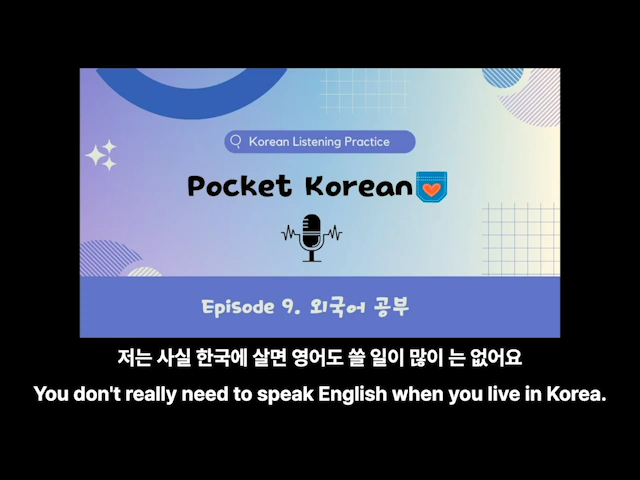 Korean Listening Practice
Pocket Korean
Episode 9. 외국어 공부
저는 사실 한국에 살면 영어도 쓸 일이 많이 는 없어요
You don't really need to speak English when you live in Korea.